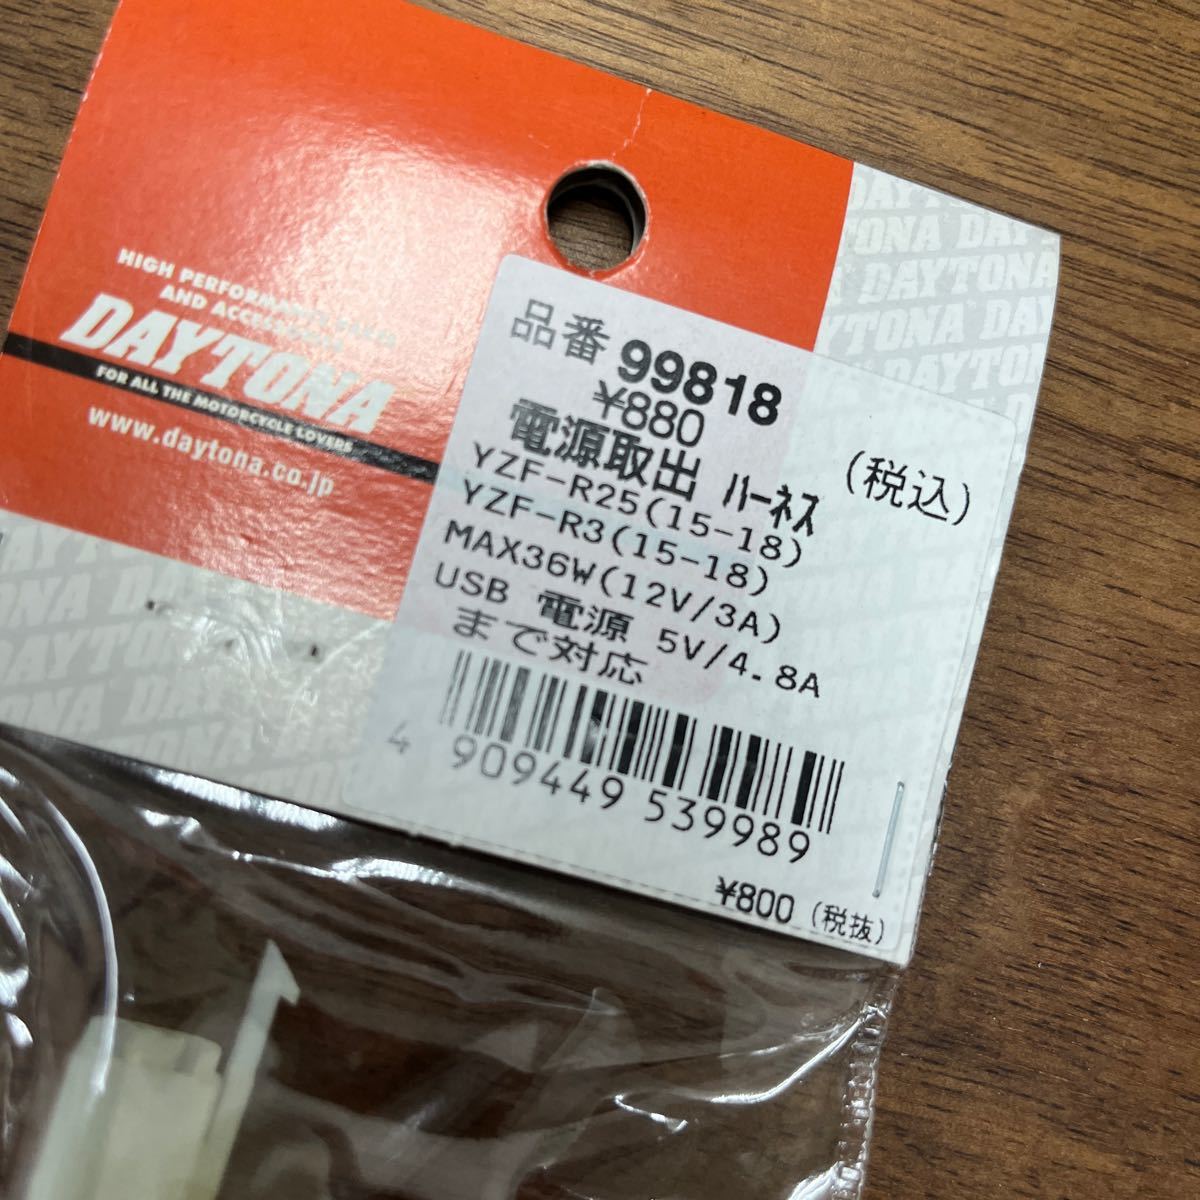 HIGH PERFORMANCE PARTS
AND ACCESSORIES
DAYTONA
FOR ALL THE MOTORCYCLE LOVERS
www.daytona.co.jp
品番 99818
¥880 (税込)
電源取出 ハーネス
YZF-R25(15-18)
YZF-R3(15-18)
MAX36W(12V/3A)
USB 電源 5V/4.8A
まで対応
4 909449 539989
¥800 (税抜)